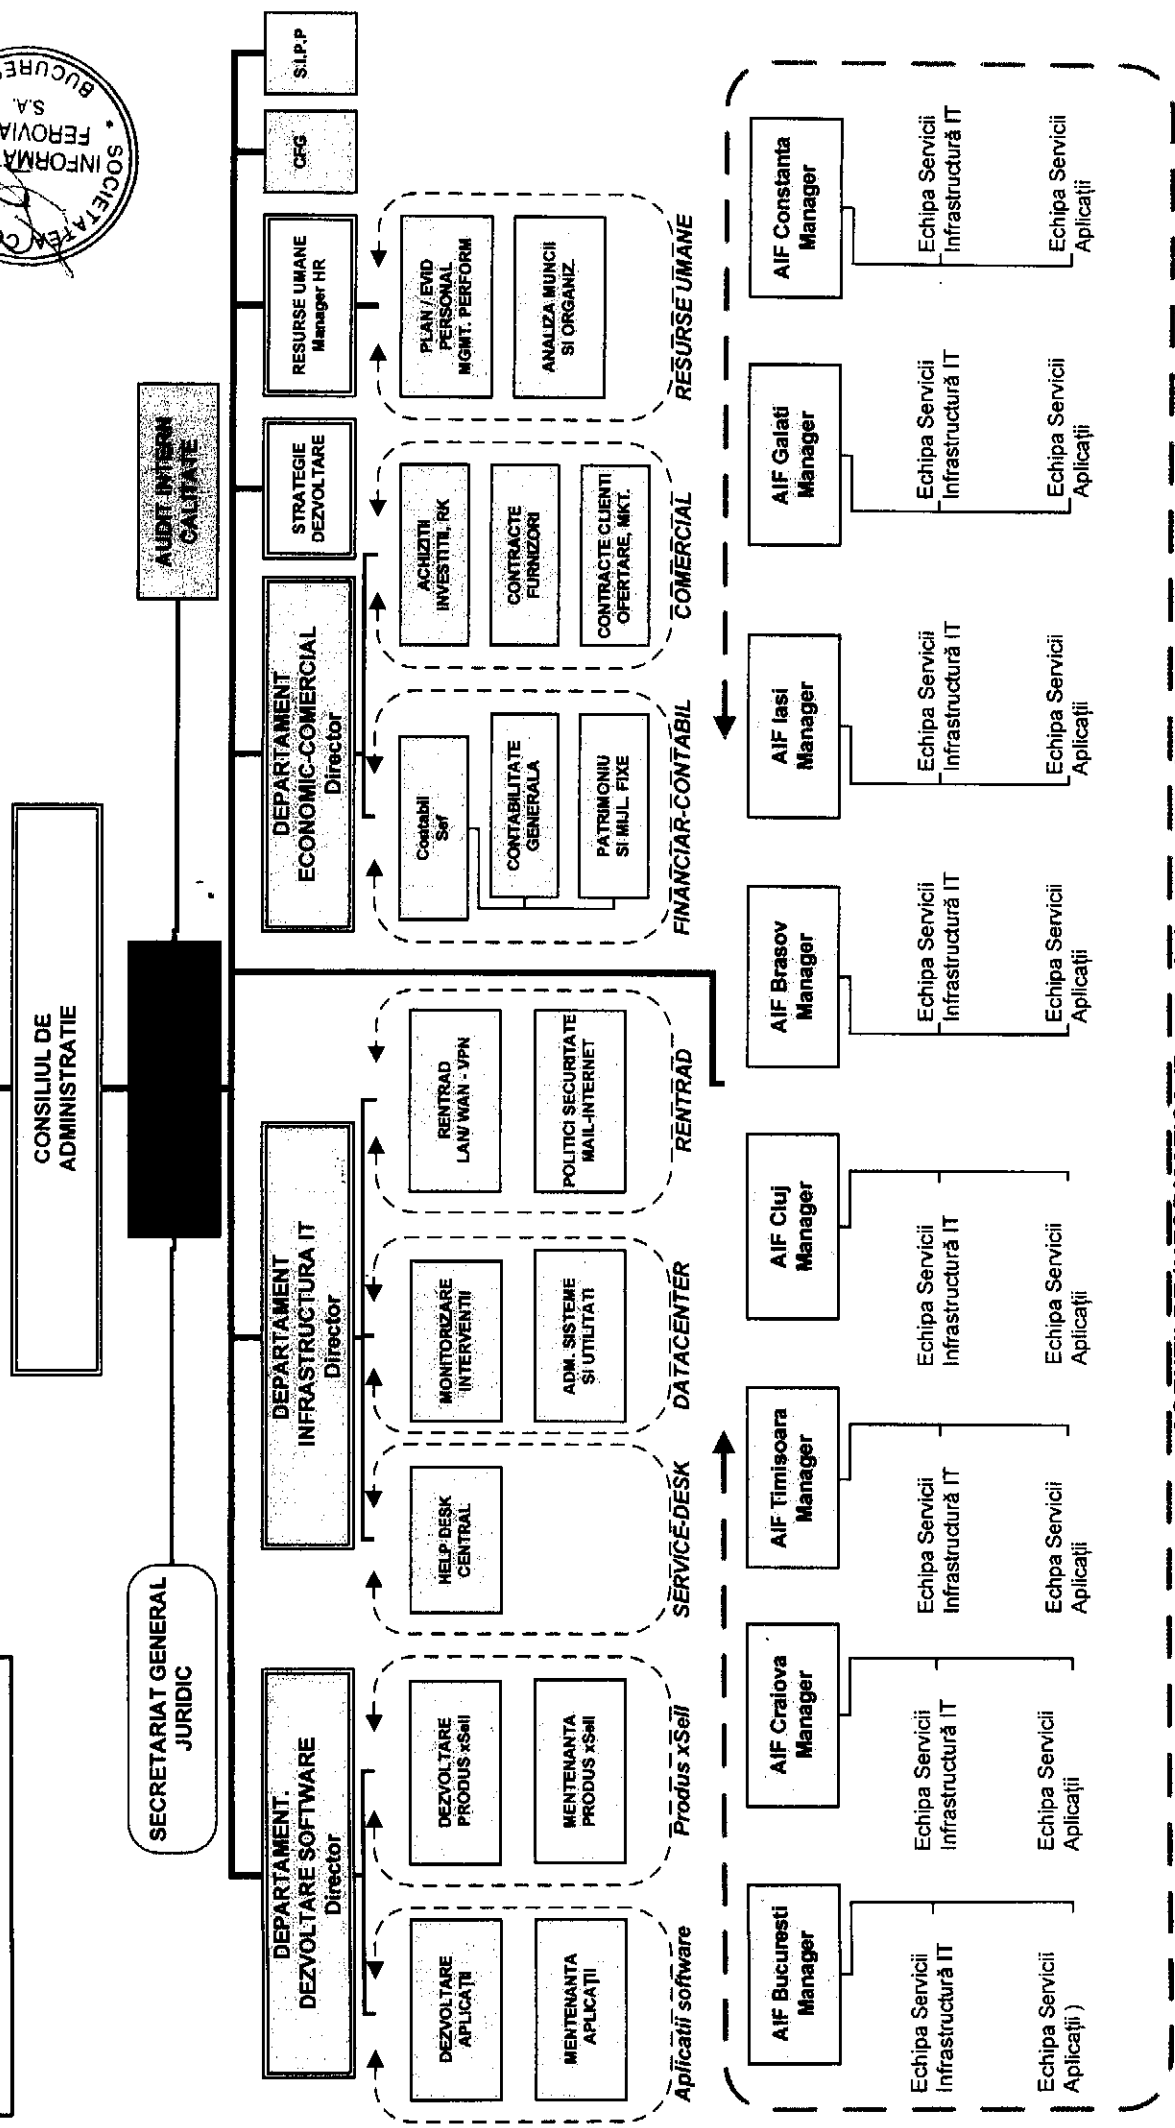 CONSILIUL DE
ADMINISTRATIE
SECRETARIAT GENERAL
JURIDIC
AUDIT INTERN
CALITATE
SOCIETATEA
INFORMA
FEROVIA
S.A.
BUCURES
DEPARTAMENT.
DEZVOLTARE SOFTWARE
Director
DEPARTAMENT
INFRASTRUCTURA IT
Director
DEPARTAMENT
ECONOMIC-COMERCIAL
Director
STRATEGIE
DEZVOLTARE
RESURSE UMANE
Manager HR
CFG
S.I.P.P
DEZVOLTARE
APLICAȚII
MENTENANTA
APLICAȚII
Aplicatii software
DEZVOLTARE
PRODUS xSell
MENTENANTA
PRODUS xSell
Produs xSell
HELP DESK
CENTRAL
SERVICE-DESK
MONITORIZARE
INTERVENTII
ADM. SISTEME
SI UTILITATI
DATACENTER
RENTRAD
LAN/ WAN - VPN
POLITICI SECURITATE
MAIL-INTERNET
RENTRAD
Contabil
Sef
CONTABILITATE
GENERALA
PATRIMONIU
SI MIJL. FIXE
FINANCIAR-CONTABIL
ACHIZITII
INVESTITII, RK
CONTRACTE
FURNIZORI
CONTRACTE CLIENTI
OFERTARE, MKT.
COMERCIAL
PLAN / EVID
PERSONAL
MGMT. PERFORM
ANALIZA MUNCII
SI ORGANIZ.
RESURSE UMANE
AIF Bucuresti
Manager
Echipa Servicii
Infrastructură IT
Echipa Servicii
Aplicații )
AIF Craiova
Manager
Echipa Servicii
Infrastructură IT
Echipa Servicii
Aplicații
AIF Timisoara
Manager
Echipa Servicii
Infrastructură IT
Echpa Servicii
Aplicații
AIF Cluj
Manager
Echipa Servicii
Infrastructură IT
Echipa Servicii
Aplicații
AIF Brasov
Manager
Echipa Servicii
Infrastructură IT
Echipa Servicii
Aplicații
AIF Iasi
Manager
Echipa Servicii
Infrastructură IT
Echipa Servicii
Aplicații
AIF Galati
Manager
Echipa Servicii
Infrastructură IT
Echipa Servicii
Aplicații
AIF Constanta
Manager
Echipa Servicii
Infrastructură IT
Echipa Servicii
Aplicații